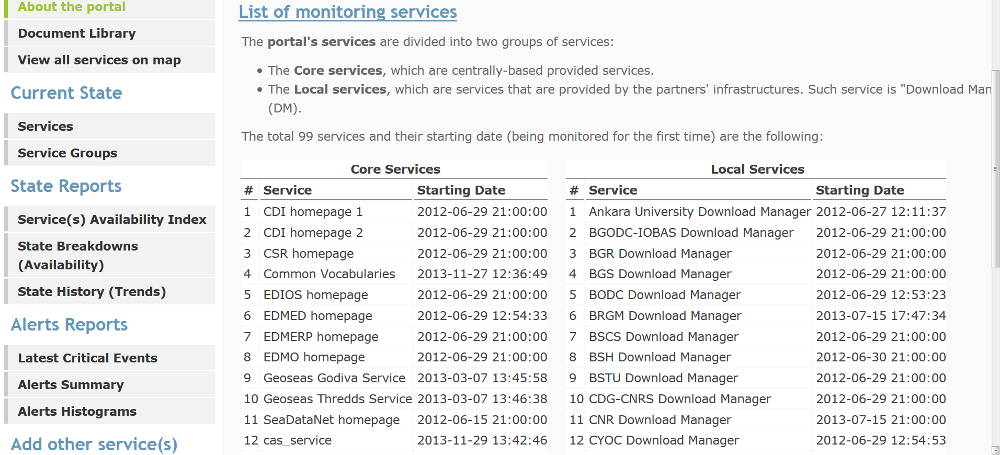 About the portal
Document Library
View all services on map
Current State
Services
Service Groups
State Reports
Service(s) Availability Index
State Breakdowns
(Availability)
State History (Trends)
Alerts Reports
Latest Critical Events
Alerts Summary
Alerts Histograms
Add other service(s)
List of monitoring services
The portal's services are divided into two groups of services:
• The Core services, which are centrally-based provided services.
• The Local services, which are services that are provided by the partners' infrastructures. Such service is "Download Man
(DM).
The total 99 services and their starting date (being monitored for the first time) are the following:
Core Services
# Service Starting Date
1 CDI homepage 1 2012-06-29 21:00:00
2 CDI homepage 2 2012-06-29 21:00:00
3 CSR homepage 2012-06-29 21:00:00
4 Common Vocabularies 2013-11-27 12:36:49
5 EDIOS homepage 2012-06-29 21:00:00
6 EDMED homepage 2012-06-29 12:54:33
7 EDMERP homepage 2012-06-29 21:00:00
8 EDMO homepage 2012-06-29 21:00:00
9 Geoseas Godiva Service 2013-03-07 13:45:58
10 Geoseas Thredds Service 2013-03-07 13:46:38
11 SeaDataNet homepage 2012-06-15 21:00:00
12 cas_service 2013-11-29 13:42:46
Local Services
# Service Starting Date
1 Ankara University Download Manager 2012-06-27 12:11:37
2 BGODC-IOBAS Download Manager 2012-06-29 21:00:00
3 BGR Download Manager 2012-06-29 21:00:00
4 BGS Download Manager 2012-06-29 21:00:00
5 BODC Download Manager 2012-06-29 12:53:23
6 BRGM Download Manager 2013-07-15 17:47:34
7 BSCS Download Manager 2012-06-29 21:00:00
8 BSH Download Manager 2012-06-30 21:00:00
9 BSTU Download Manager 2012-06-29 21:00:00
10 CDG-CNRS Download Manager 2012-06-29 21:00:00
11 CNR Download Manager 2013-07-15 21:00:00
12 CYOC Download Manager 2012-06-29 12:54:53